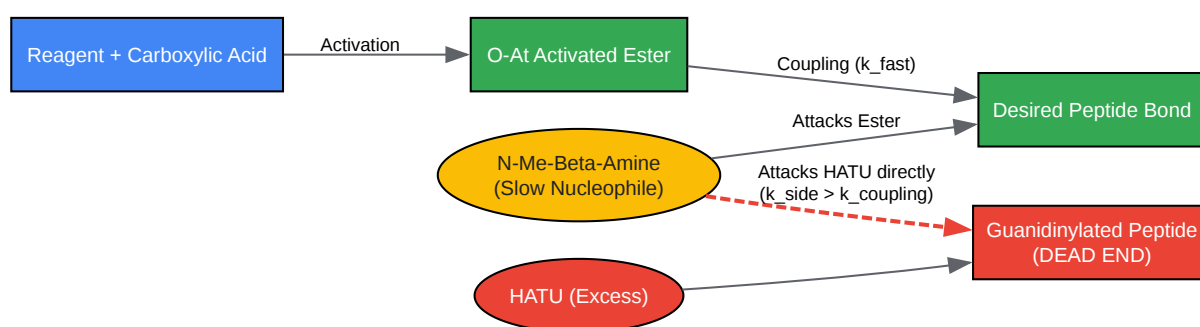 Reagent + Carboxylic Acid
Activation
O-At Activated Ester
Coupling (k_fast)
Desired Peptide Bond
Attacks Ester
N-Me-Beta-Amine
(Slow Nucleophile)
Attacks HATU directly
(k_side > k_coupling)
Guanidinylated Peptide
(DEAD END)
HATU (Excess)